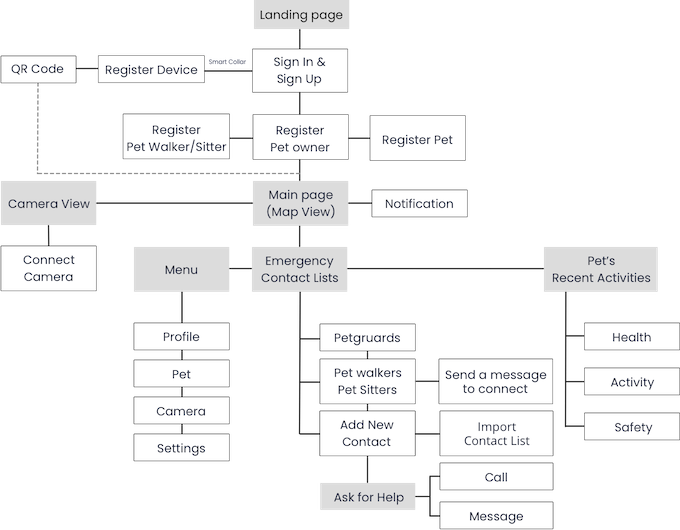 Landing page
QR Code
Register Device
Smart Collar
Sign In &
Sign Up
Register
Pet Walker/Sitter
Register
Pet owner
Register Pet
Camera View
Main page
(Map View)
Notification
Connect
Camera
Menu
Emergency
Contact Lists
Pet's
Recent Activities
Profile
Pet
Camera
Settings
Petgruards
Pet walkers
Pet Sitters
Send a message
to connect
Add New
Contact
Import
Contact List
Ask for Help
Call
Message
Health
Activity
Safety